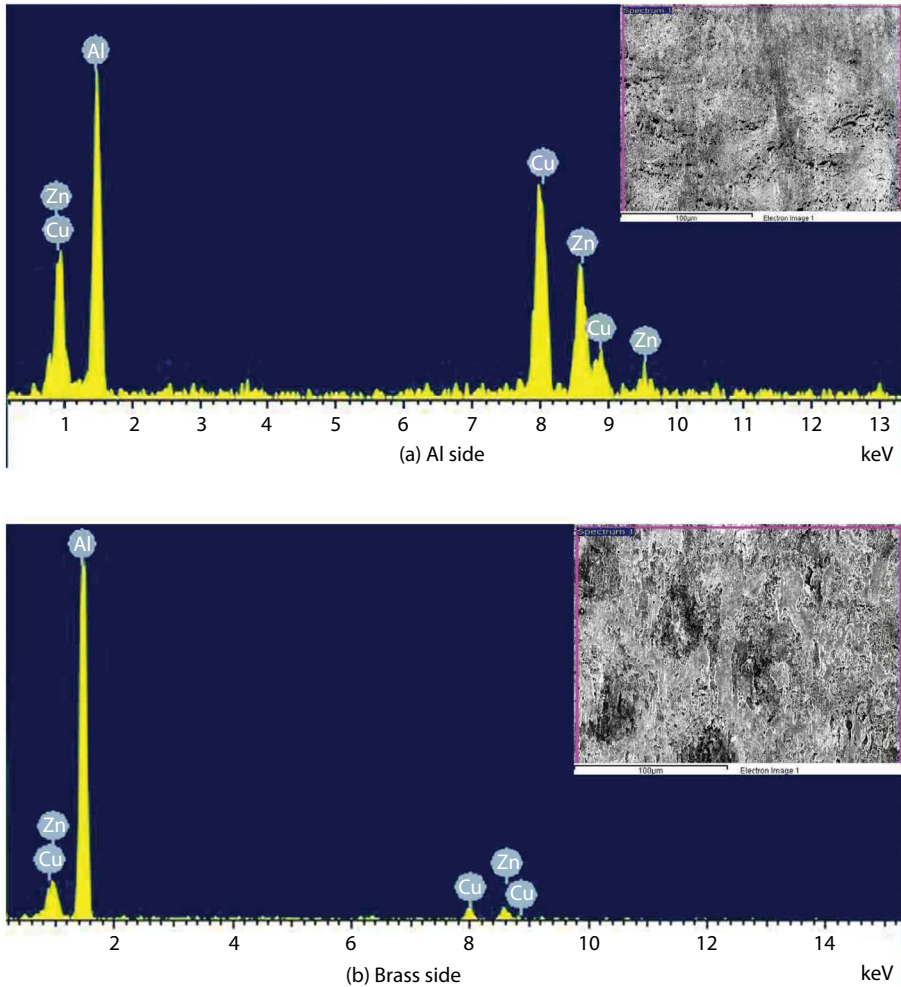 Spectrum 1
Al
Cu
Zn
Zn
Cu
Cu
Zn
100µm Electron Image 1
1 2 3 4 5 6 7 8 9 10 11 12 13
(a) Al side keV
Spectrum 1
Al
Zn
Cu
Zn
Cu
Cu
100µm Electron Image 1
2 4 6 8 10 12 14
(b) Brass side keV